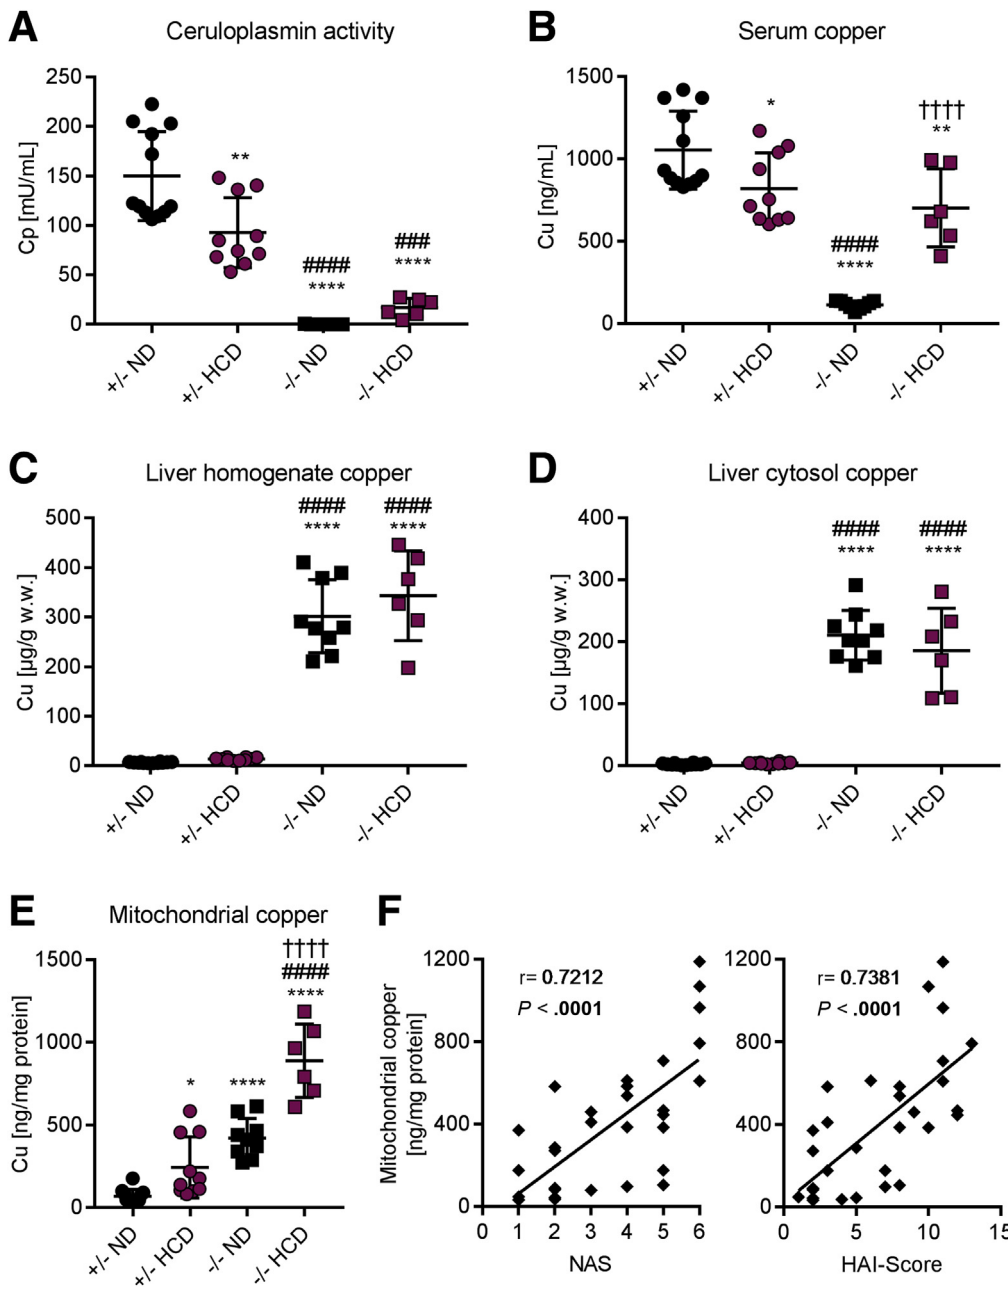 A
Ceruloplasmin activity
Cp [mU/mL]
250
200
150
100
50
0
**
####
****
###
****
+/- ND
+/- HCD
-/- ND
-/- HCD
B
Serum copper
Cu [ng/mL]
1500
1000
500
0
*
####
****
††††
**
+/- ND
+/- HCD
-/- ND
-/- HCD
C
Liver homogenate copper
Cu [µg/g w.w.]
500
400
300
200
100
0
####
****
####
****
+/- ND
+/- HCD
-/- ND
-/- HCD
D
Liver cytosol copper
Cu [µg/g w.w.]
400
300
200
100
0
####
****
####
****
+/- ND
+/- HCD
-/- ND
-/- HCD
E
Mitochondrial copper
Cu [ng/mg protein]
1500
1000
500
0
*
****
††††
####
****
+/- ND
+/- HCD
-/- ND
-/- HCD
F
Mitochondrial copper
[ng/mg protein]
1200
800
400
0
r= 0.7212
P < .0001
0 1 2 3 4 5 6
NAS
1200
800
400
0
r= 0.7381
P < .0001
0 5 10 15
HAI-Score